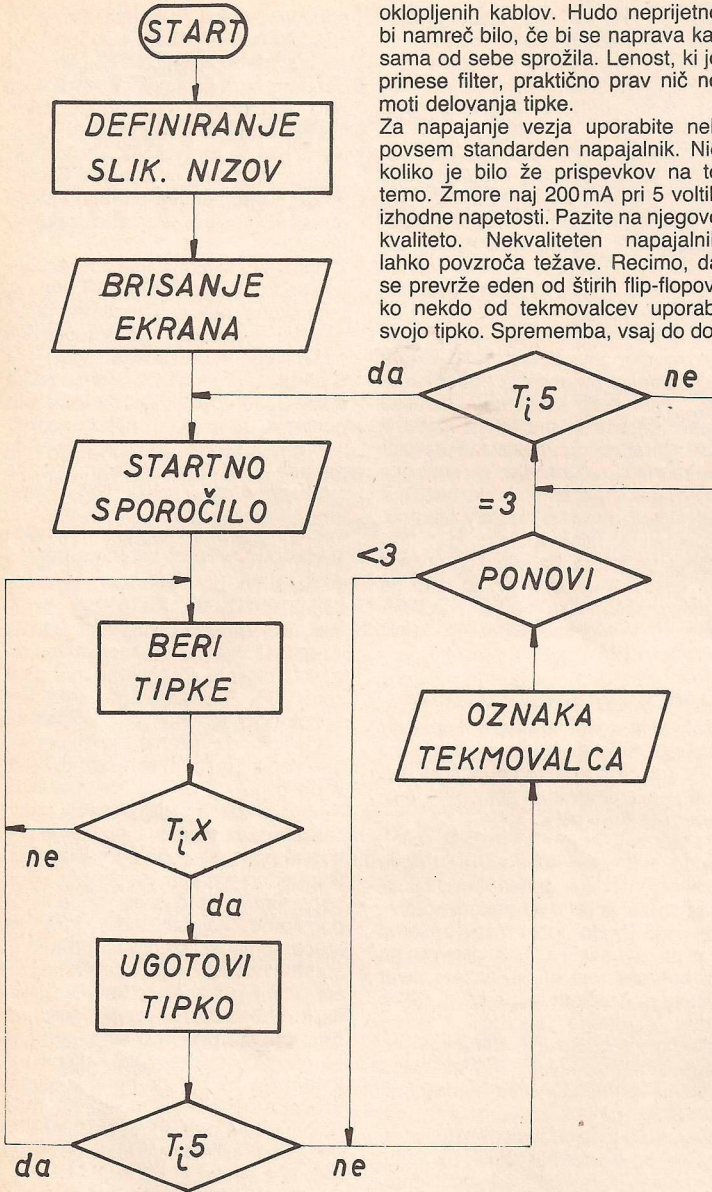 START
DEFINIRANJE
SLIK. NIZOV
BRISANJE
EKRANA
STARTNO
SPOROČILO
BERI
TIPKE
TiX
ne
da
UGOTOVI
TIPKO
Ti5
da
ne
oklopljenih kablov. Hudo neprijetno
bi namreč bilo, če bi se naprava ka
sama od sebe sprožila. Lenost, ki je
prinese filter, praktično prav nič ne
moti delovanja tipke.
Za napajanje vezja uporabite nek
povsem standarden napajalnik. Ne
koliko je bilo že prispevkov na to
temo. Zmore naj 200mA pri 5 voltih
izhodne napetosti. Pazite na njegovo
kvaliteto. Nekvaliteten napajalnik
lahko povzroča težave. Recimo, da
se prevrže eden od štirih flip-flopov,
ko nekdo od tekmovalcev uporabi
svojo tipko. Sprememba, vsaj do do
da
Ti5
ne
=3
<3
PONOVI
OZNAKA
TEKMOVALCA